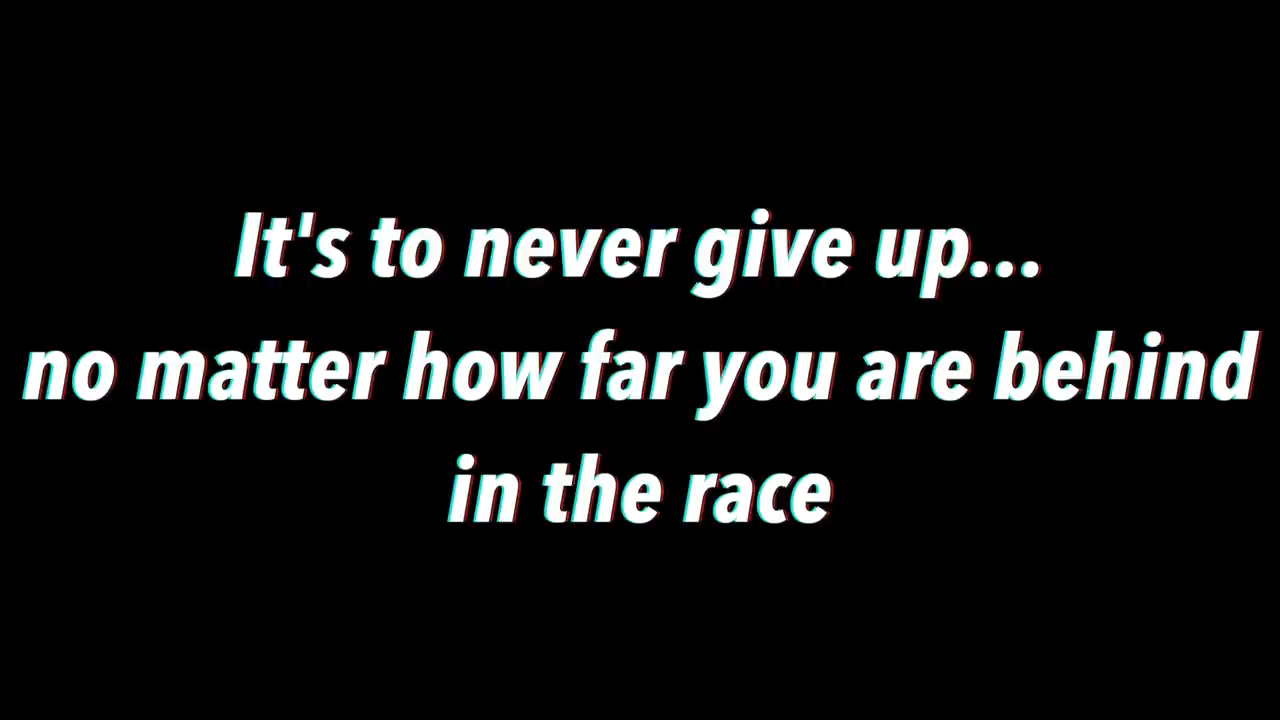 It's to never give up...
no matter how far you are behind
in the race